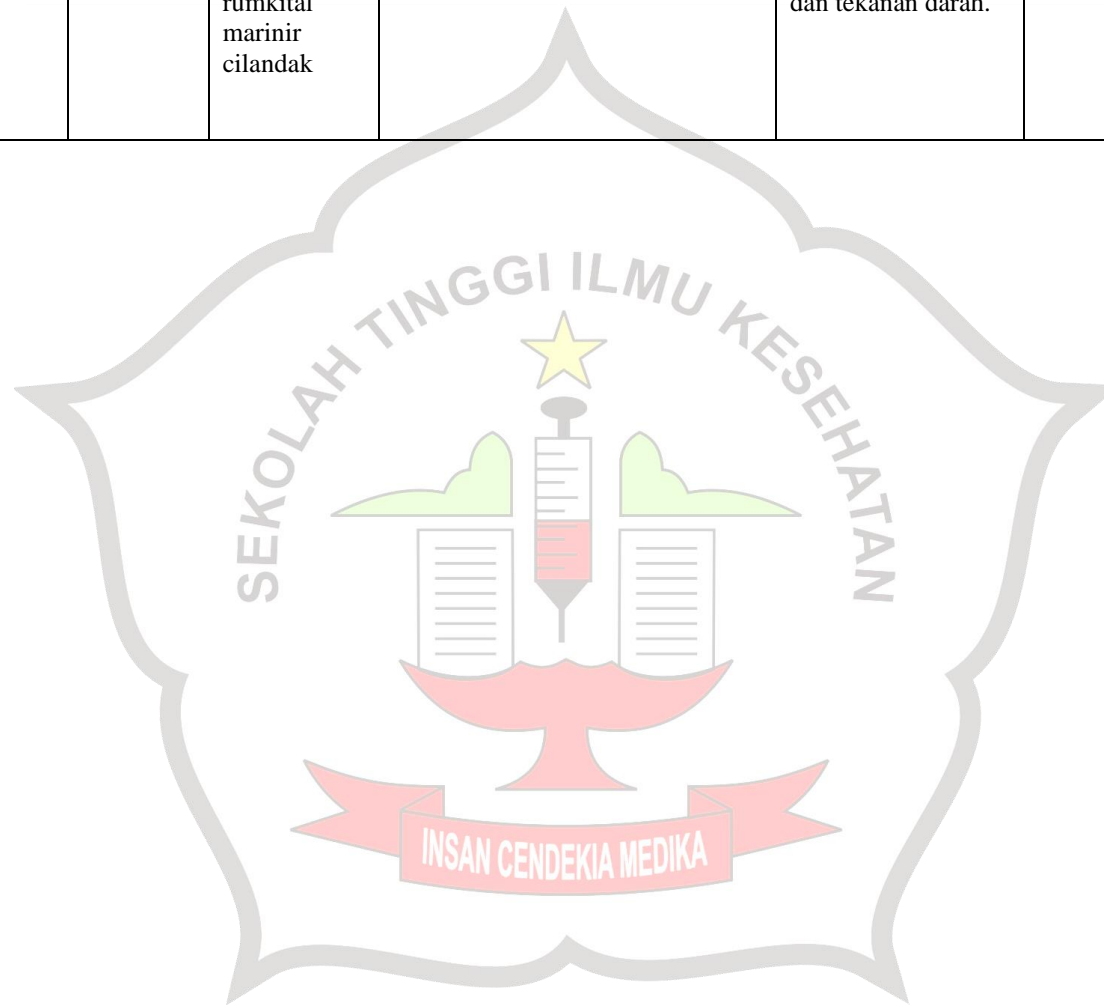 rumkital
marinir
cilandak
dan tekanan darah.
SEKOLAH TINGGI ILMU KESEHATAN
INSAN CENDEKIA MEDIKA